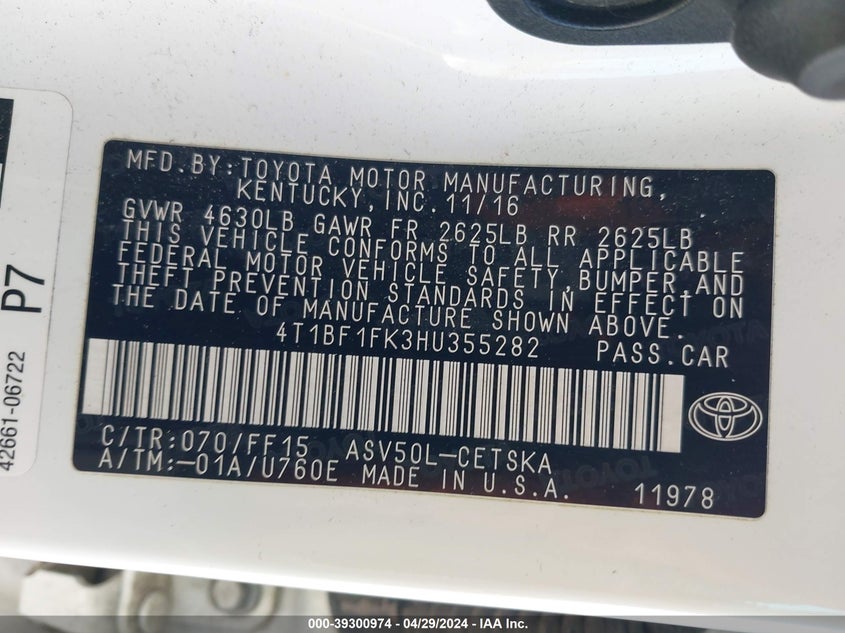 MFD.BY:TOYOTA MOTOR MANUFACTURING,
KENTUCKY,INC. 11/16
GVWR 4630LB GAWR FR 2625LB RR 2625LB
THIS VEHICLE CONFORMS TO ALL APPLICABLE
FEDERAL MOTOR VEHICLE SAFETY,BUMPER,AND
THEFT PREVENTION STANDARDS IN EFFECT ON
THE DATE OF MANUFACTURE SHOWN ABOVE.
4T1BF1FK3HU355282 PASS.CAR
C/TR:070/FF15 ASV50L-CETSKA
A/TM:-01A/U760E MADE IN U.S.A. 11978
P7
42661-06722
000-39300974 / 04/29/2024 - IAA Inc.